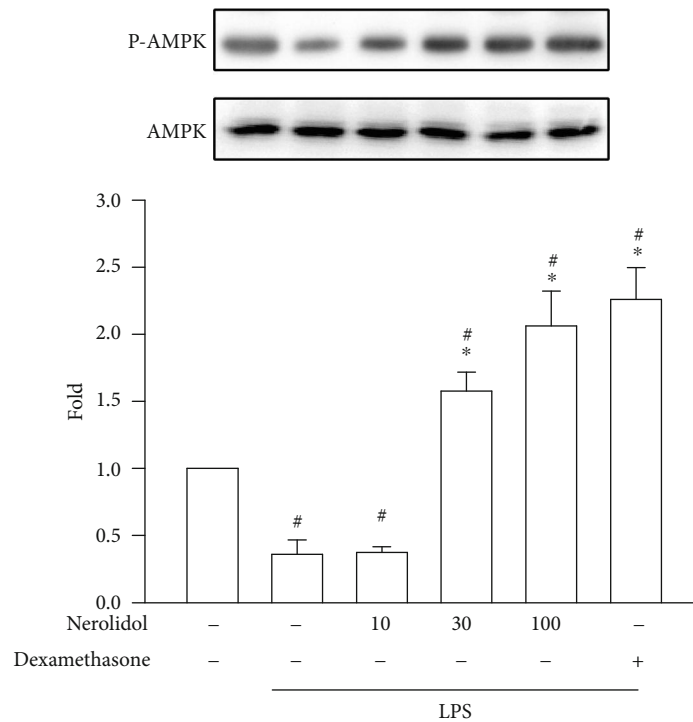 P-AMPK
AMPK
3.0
2.5
2.0
1.5
1.0
0.5
0.0
Fold
# # # * # * # *
Nerolidol – – 10 30 100 –
Dexamethasone – – – – – +
LPS